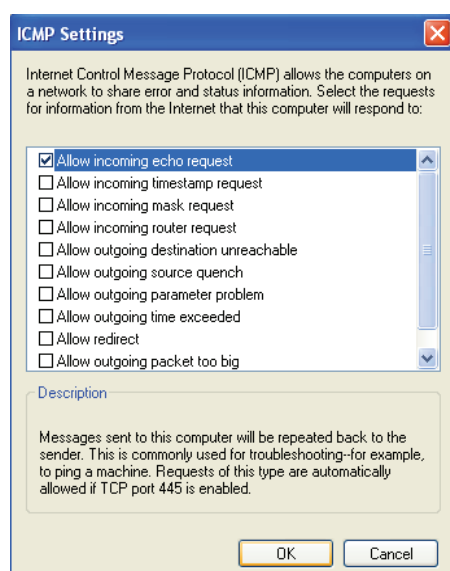 ICMP Settings
Internet Control Message Protocol (ICMP) allows the computers on
a network to share error and status information. Select the requests
for information from the Internet that this computer will respond to:
Allow incoming echo request
Allow incoming timestamp request
Allow incoming mask request
Allow incoming router request
Allow outgoing destination unreachable
Allow outgoing source quench
Allow outgoing parameter problem
Allow outgoing time exceeded
Allow redirect
Allow outgoing packet too big
Description
Messages sent to this computer will be repeated back to the
sender. This is commonly used for troubleshooting--for example,
to ping a machine. Requests of this type are automatically
allowed if TCP port 445 is enabled.
OK Cancel